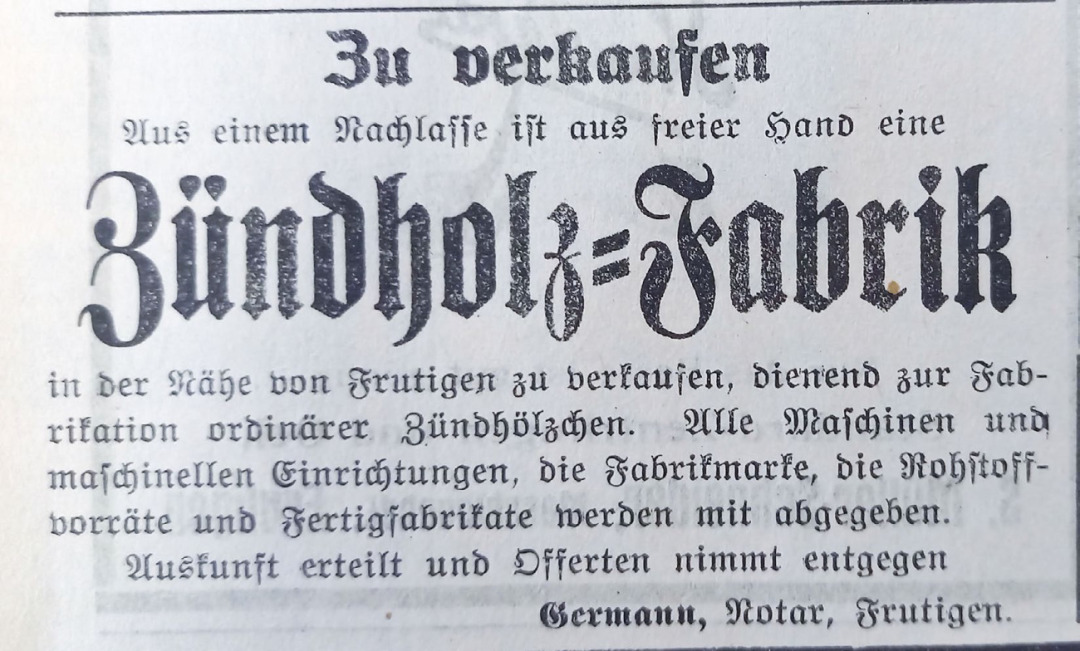 Zu verkaufen
Aus einem Nachlasse ist aus freier Hand eine
Zündholz=Fabrik
in der Nähe von Frutigen zu verkaufen, dienend zur Fab-
rikation ordinärer Zündhölzchen. Alle Maschinen und
maschinellen Einrichtungen, die Fabrikmarke, die Rohstoff-
vorräte und Fertigfabrikate werden mit abgegeben.
Auskunft erteilt und Offerten nimmt entgegen
Germann, Notar, Frutigen.